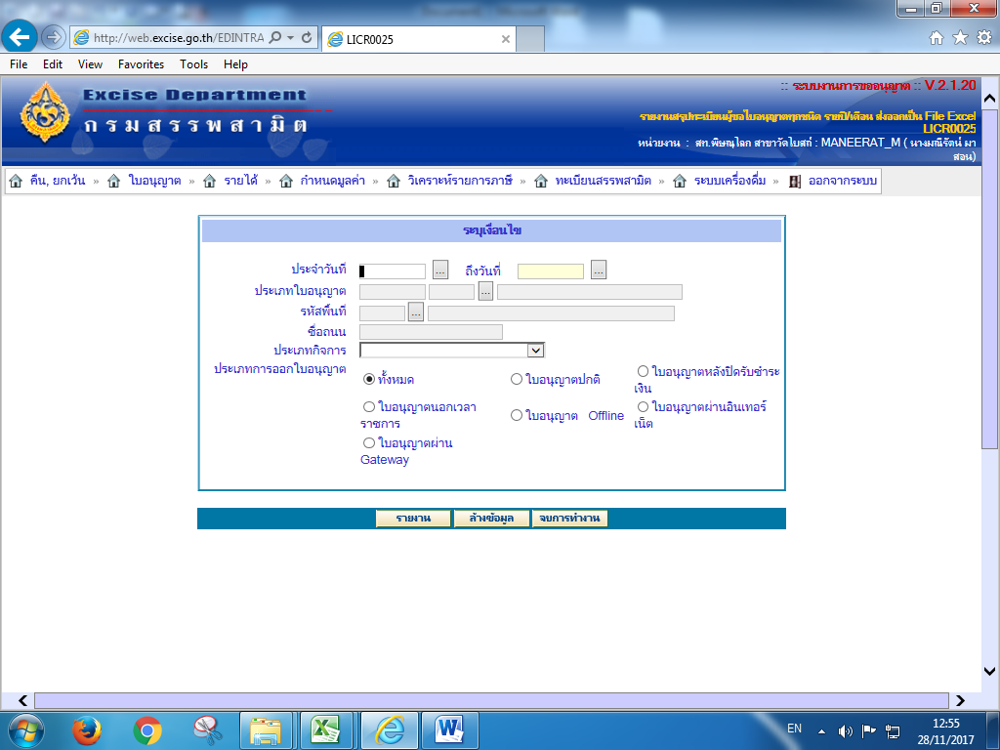 http://web.excise.go.th/EDINTRA
LICR0025
File Edit View Favorites Tools Help
Excise Department
กรมสรรพสามิต
:: ระบบงานการขออนุญาต :: V.2.1.20
รายงานสรุปทะเบียนผู้ขอใบอนุญาตทุกชนิด รายปี/เดือน ส่งออกเป็น File Excel
LICR0025
หน่วยงาน : สท.พิษณุโลก สาขาวัดโบสถ์ : MANEERAT_M ( นางมณีรัตน์ มา
สอน)
คืน, ยกเว้น » ใบอนุญาต » รายได้ » กำหนดมูลค่า » วิเคราะห์รายการภาษี » ทะเบียนสรรพสามิต » ระบบเครื่องดื่ม » ออกจากระบบ
ระบุเงื่อนไข
ประจำวันที่ ... ถึงวันที่ ...
ประเภทใบอนุญาต ...
รหัสพื้นที่ ...
ชื่อถนน
ประเภทกิจการ
ประเภทการออกใบอนุญาต
ทั้งหมด ใบอนุญาตปกติ ใบอนุญาตหลังปิดรับชำระ
เงิน
ใบอนุญาตนอกเวลา
ราชการ ใบอนุญาต Offline ใบอนุญาตผ่านอินเทอร์
เน็ต
ใบอนุญาตผ่าน
Gateway
รายงาน ล้างข้อมูล จบการทำงาน
EN
12:55
28/11/2017